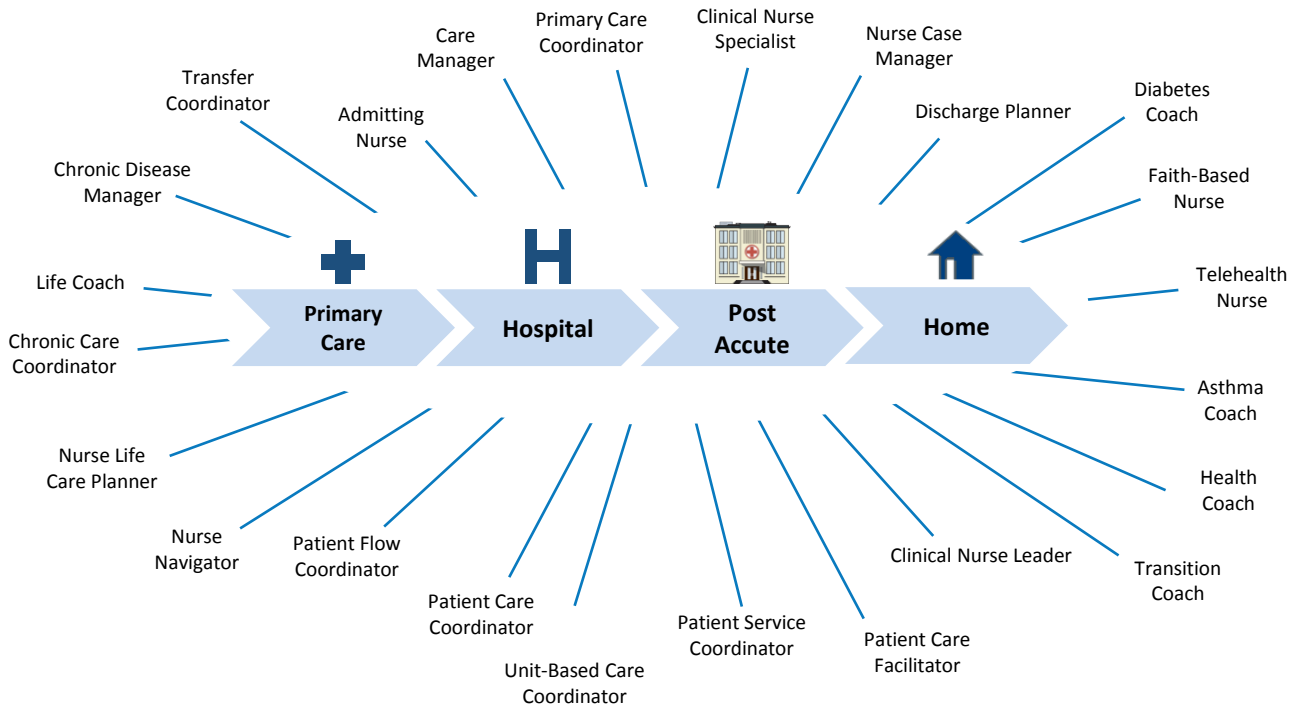 Primary Care
Coordinator
Clinical Nurse
Specialist
Care
Manager
Nurse Case
Manager
Transfer
Coordinator
Admitting
Nurse
Discharge Planner
Diabetes
Coach
Chronic Disease
Manager
Faith-Based
Nurse
Life Coach
Telehealth
Nurse
Chronic Care
Coordinator
Primary
Care
Hospital
Post
Accute
Home
Asthma
Coach
Nurse Life
Care Planner
Health
Coach
Nurse
Navigator
Patient Flow
Coordinator
Clinical Nurse Leader
Transition
Coach
Patient Care
Coordinator
Patient Service
Coordinator
Patient Care
Facilitator
Unit-Based Care
Coordinator
H